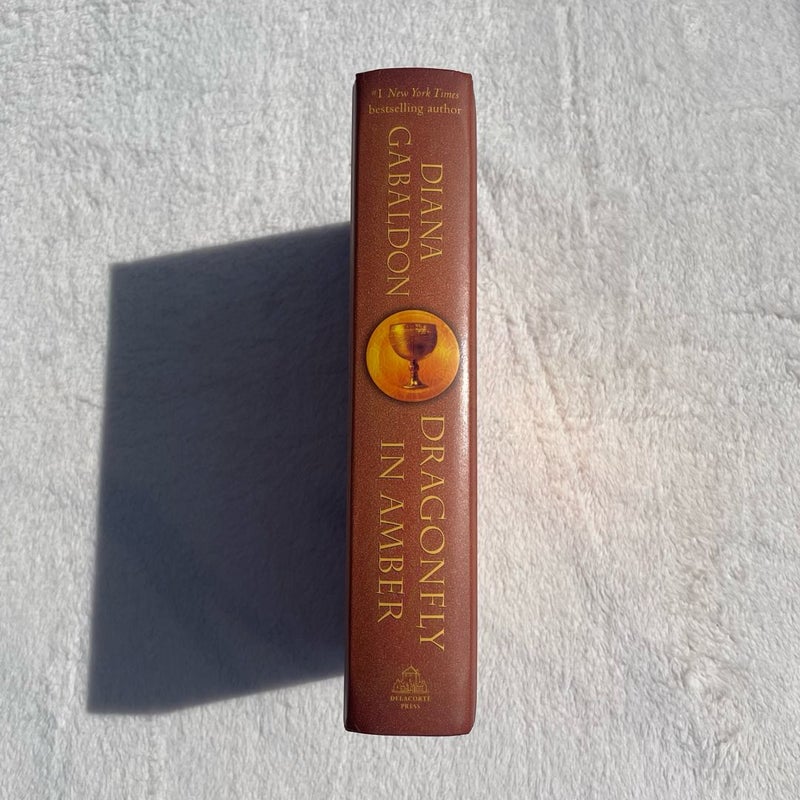 #1 New York Times
bestselling author
DIANA
GABALDON
DRAGONFLY
IN AMBER
DELACORTE
PRESS